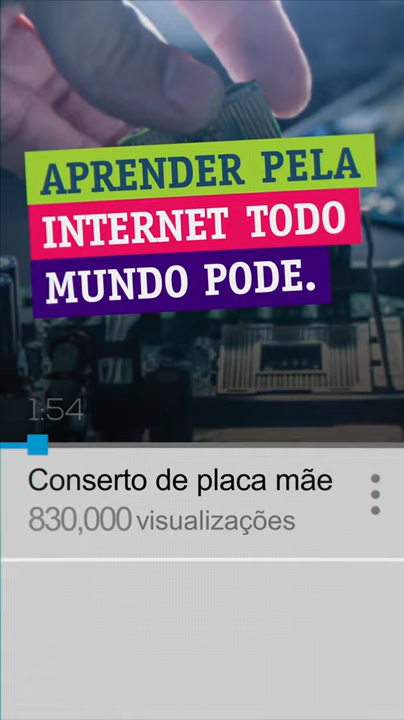 APRENDER PELA
INTERNET TODO
MUNDO PODE.
1:54
Conserto de placa mãe
830,000 visualizações